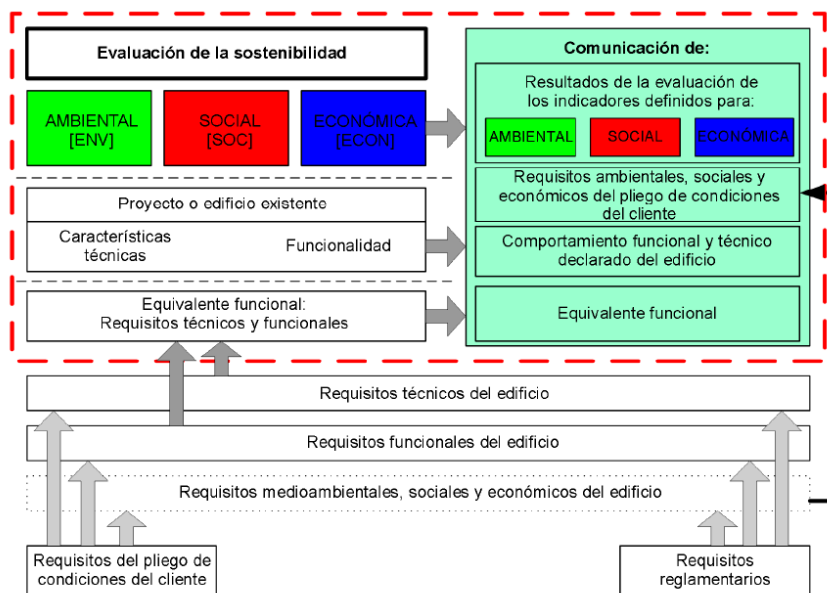 Evaluación de la sostenibilidad
AMBIENTAL
[ENV]
SOCIAL
[SOC]
ECONÓMICA
[ECON]
Comunicación de:
Resultados de la evaluación de
los indicadores definidos para:
AMBIENTAL
SOCIAL
ECONÓMICA
Proyecto o edificio existente
Características
técnicas
Funcionalidad
Requisitos ambientales, sociales y
económicos del pliego de condiciones
del cliente
Comportamiento funcional y técnico
declarado del edificio
Equivalente funcional:
Requisitos técnicos y funcionales
Equivalente funcional
Requisitos técnicos del edificio
Requisitos funcionales del edificio
Requisitos medioambientales, sociales y económicos del edificio
Requisitos del pliego de
condiciones del cliente
Requisitos
reglamentarios